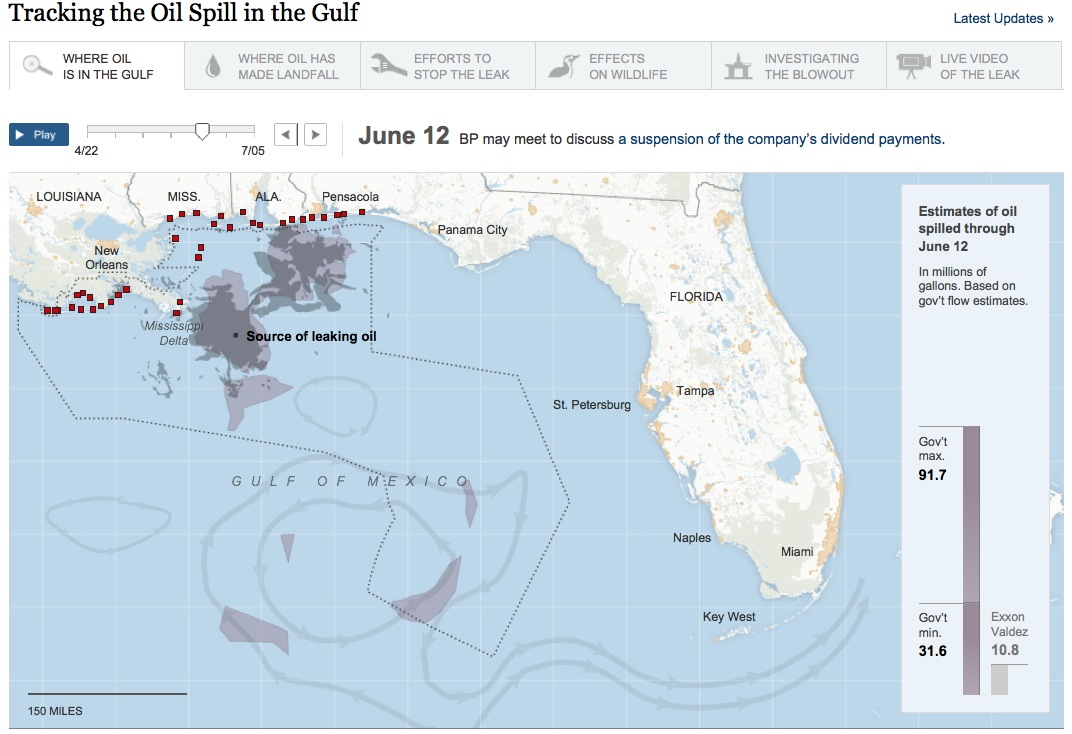 Tracking the Oil Spill in the Gulf
Latest Updates »
WHERE OIL
IS IN THE GULF
WHERE OIL HAS
MADE LANDFALL
EFFORTS TO
STOP THE LEAK
EFFECTS
ON WILDLIFE
INVESTIGATING
THE BLOWOUT
LIVE VIDEO
OF THE LEAK
Play
4/22
7/05
June 12 BP may meet to discuss a suspension of the company's dividend payments.
LOUISIANA
MISS.
ALA.
Pensacola
Panama City
New
Orleans
Mississippi
Delta
Source of leaking oil
FLORIDA
Tampa
St. Petersburg
GULF OF MEXICO
Naples
Miami
Key West
150 MILES
Estimates of oil
spilled through
June 12
In millions of
gallons. Based on
gov't flow estimates.
Gov't
max.
91.7
Gov't
min.
31.6
Exxon
Valdez
10.8